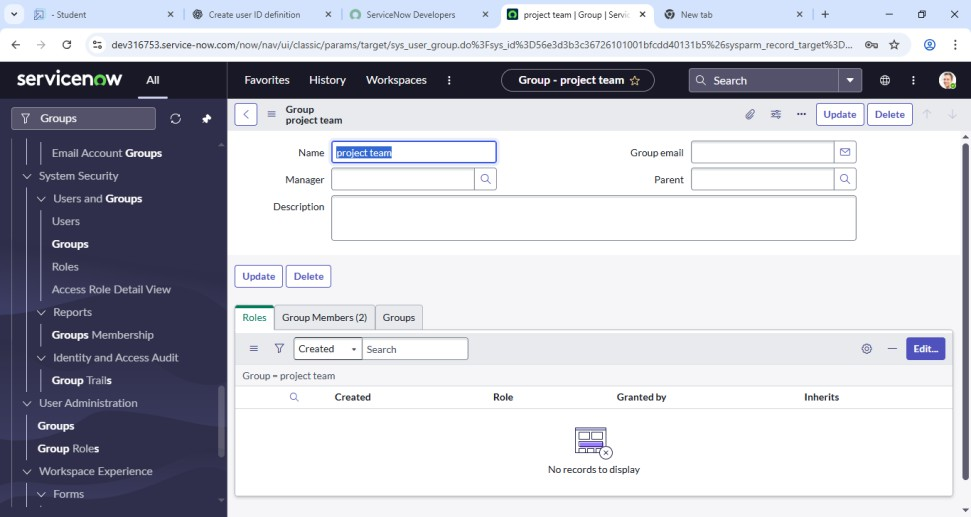 - Student
Create user ID definition
ServiceNow Developers
project team | Group | Servic
New tab
dev316753.service-now.com/now/nav/ui/classic/params/target/sys_user_group.do%3Fsys_id%3D56e3d3b3c36726101001bfcdd40131b5%26sysparm_record_target%3D...
servicenow
All
Favorites
History
Workspaces
Group - project team
Search
Groups
Email Account Groups
System Security
Users and Groups
Users
Groups
Roles
Access Role Detail View
Reports
Groups Membership
Identity and Access Audit
Group Trails
User Administration
Groups
Group Roles
Workspace Experience
Forms
Group
project team
Update
Delete
Name
project team
Group email
Manager
Parent
Description
Update
Delete
Roles
Group Members (2)
Groups
Created
Search
Edit...
Group = project team
Created
Role
Granted by
Inherits
No records to display